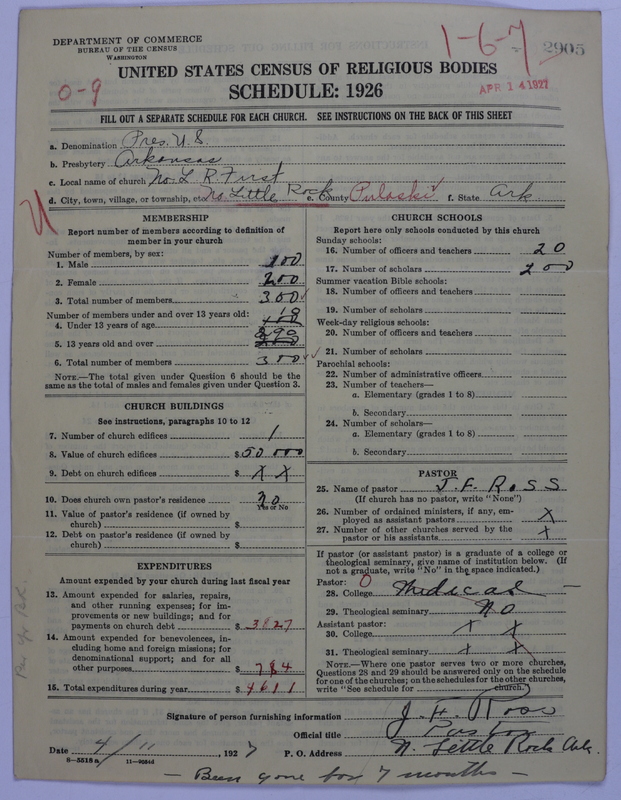 DEPARTMENT OF COMMERCE
BUREAU OF THE CENSUS
WASHINGTON
1-6-7
2905
APR 14 1927
UNITED STATES CENSUS OF RELIGIOUS BODIES
0-9
SCHEDULE: 1926
FILL OUT A SEPARATE SCHEDULE FOR EACH CHURCH. SEE INSTRUCTIONS ON THE BACK OF THIS SHEET
a. Denomination Pres. U.S.
b. Presbytery Arkansas
c. Local name of church No. L R. First
d. City, town, village, or township, etc. No. Little Rock e. County Pulaski f. State Ark
MEMBERSHIP
Report number of members according to definition of
member in your church
Number of members, by sex:
1. Male 100
2. Female 200
3. Total number of members 300
Number of members under and over 13 years old:
4. Under 13 years of age 10
5. 13 years old and over 290
6. Total number of members 300
NOTE.—The total given under Question 6 should be the
same as the total of males and females given under Question 3.
CHURCH BUILDINGS
See instructions, paragraphs 10 to 12
7. Number of church edifices 1
8. Value of church edifices $50 000
9. Debt on church edifices $ X X
10. Does church own pastor's residence
Yes or No
11. Value of pastor's residence (if owned by
church) $
12. Debt on pastor's residence (if owned by
church) $
EXPENDITURES
Amount expended by your church during last fiscal year
13. Amount expended for salaries, repairs,
and other running expenses; for im-
provements or new buildings; and for
payments on church debt $ 3827
14. Amount expended for benevolences, in-
cluding home and foreign missions; for
denominational support; and for all
other purposes $ 784
15. Total expenditures during year $ 4611
CHURCH SCHOOLS
Report here only schools conducted by this church
Sunday schools:
16. Number of officers and teachers 20
17. Number of scholars 200
Summer vacation Bible schools:
18. Number of officers and teachers
19. Number of scholars
Week-day religious schools:
20. Number of officers and teachers
21. Number of scholars
Parochial schools:
22. Number of administrative officers
23. Number of teachers—
a. Elementary (grades 1 to 8)
b. Secondary
24. Number of scholars—
a. Elementary (grades 1 to 8)
b. Secondary
PASTOR
25. Name of pastor J. F. Ross
(If church has no pastor, write "None")
26. Number of ordained ministers, if any, em-
ployed as assistant pastors X
27. Number of other churches served by the
pastor or his assistants X
If pastor (or assistant pastor) is a graduate of a college or
theological seminary, give name of institution below. (If
not a graduate, write "No" in the space indicated.)
Pastor: 0
28. College Medical —
29. Theological seminary No
Assistant pastor:
30. College X X
31. Theological seminary X X
NOTE.—Where one pastor serves two or more churches,
Questions 28 and 29 should be answered only on the schedule
for one of the churches; on the schedules for the other churches,
write "See schedule for church."
Signature of person furnishing information J. F. Ross
Official title Pastor
Date 4/11, 1927 P. O. Address N. Little Rock Ark.
8-5518 a
— Been gone for 7 months —